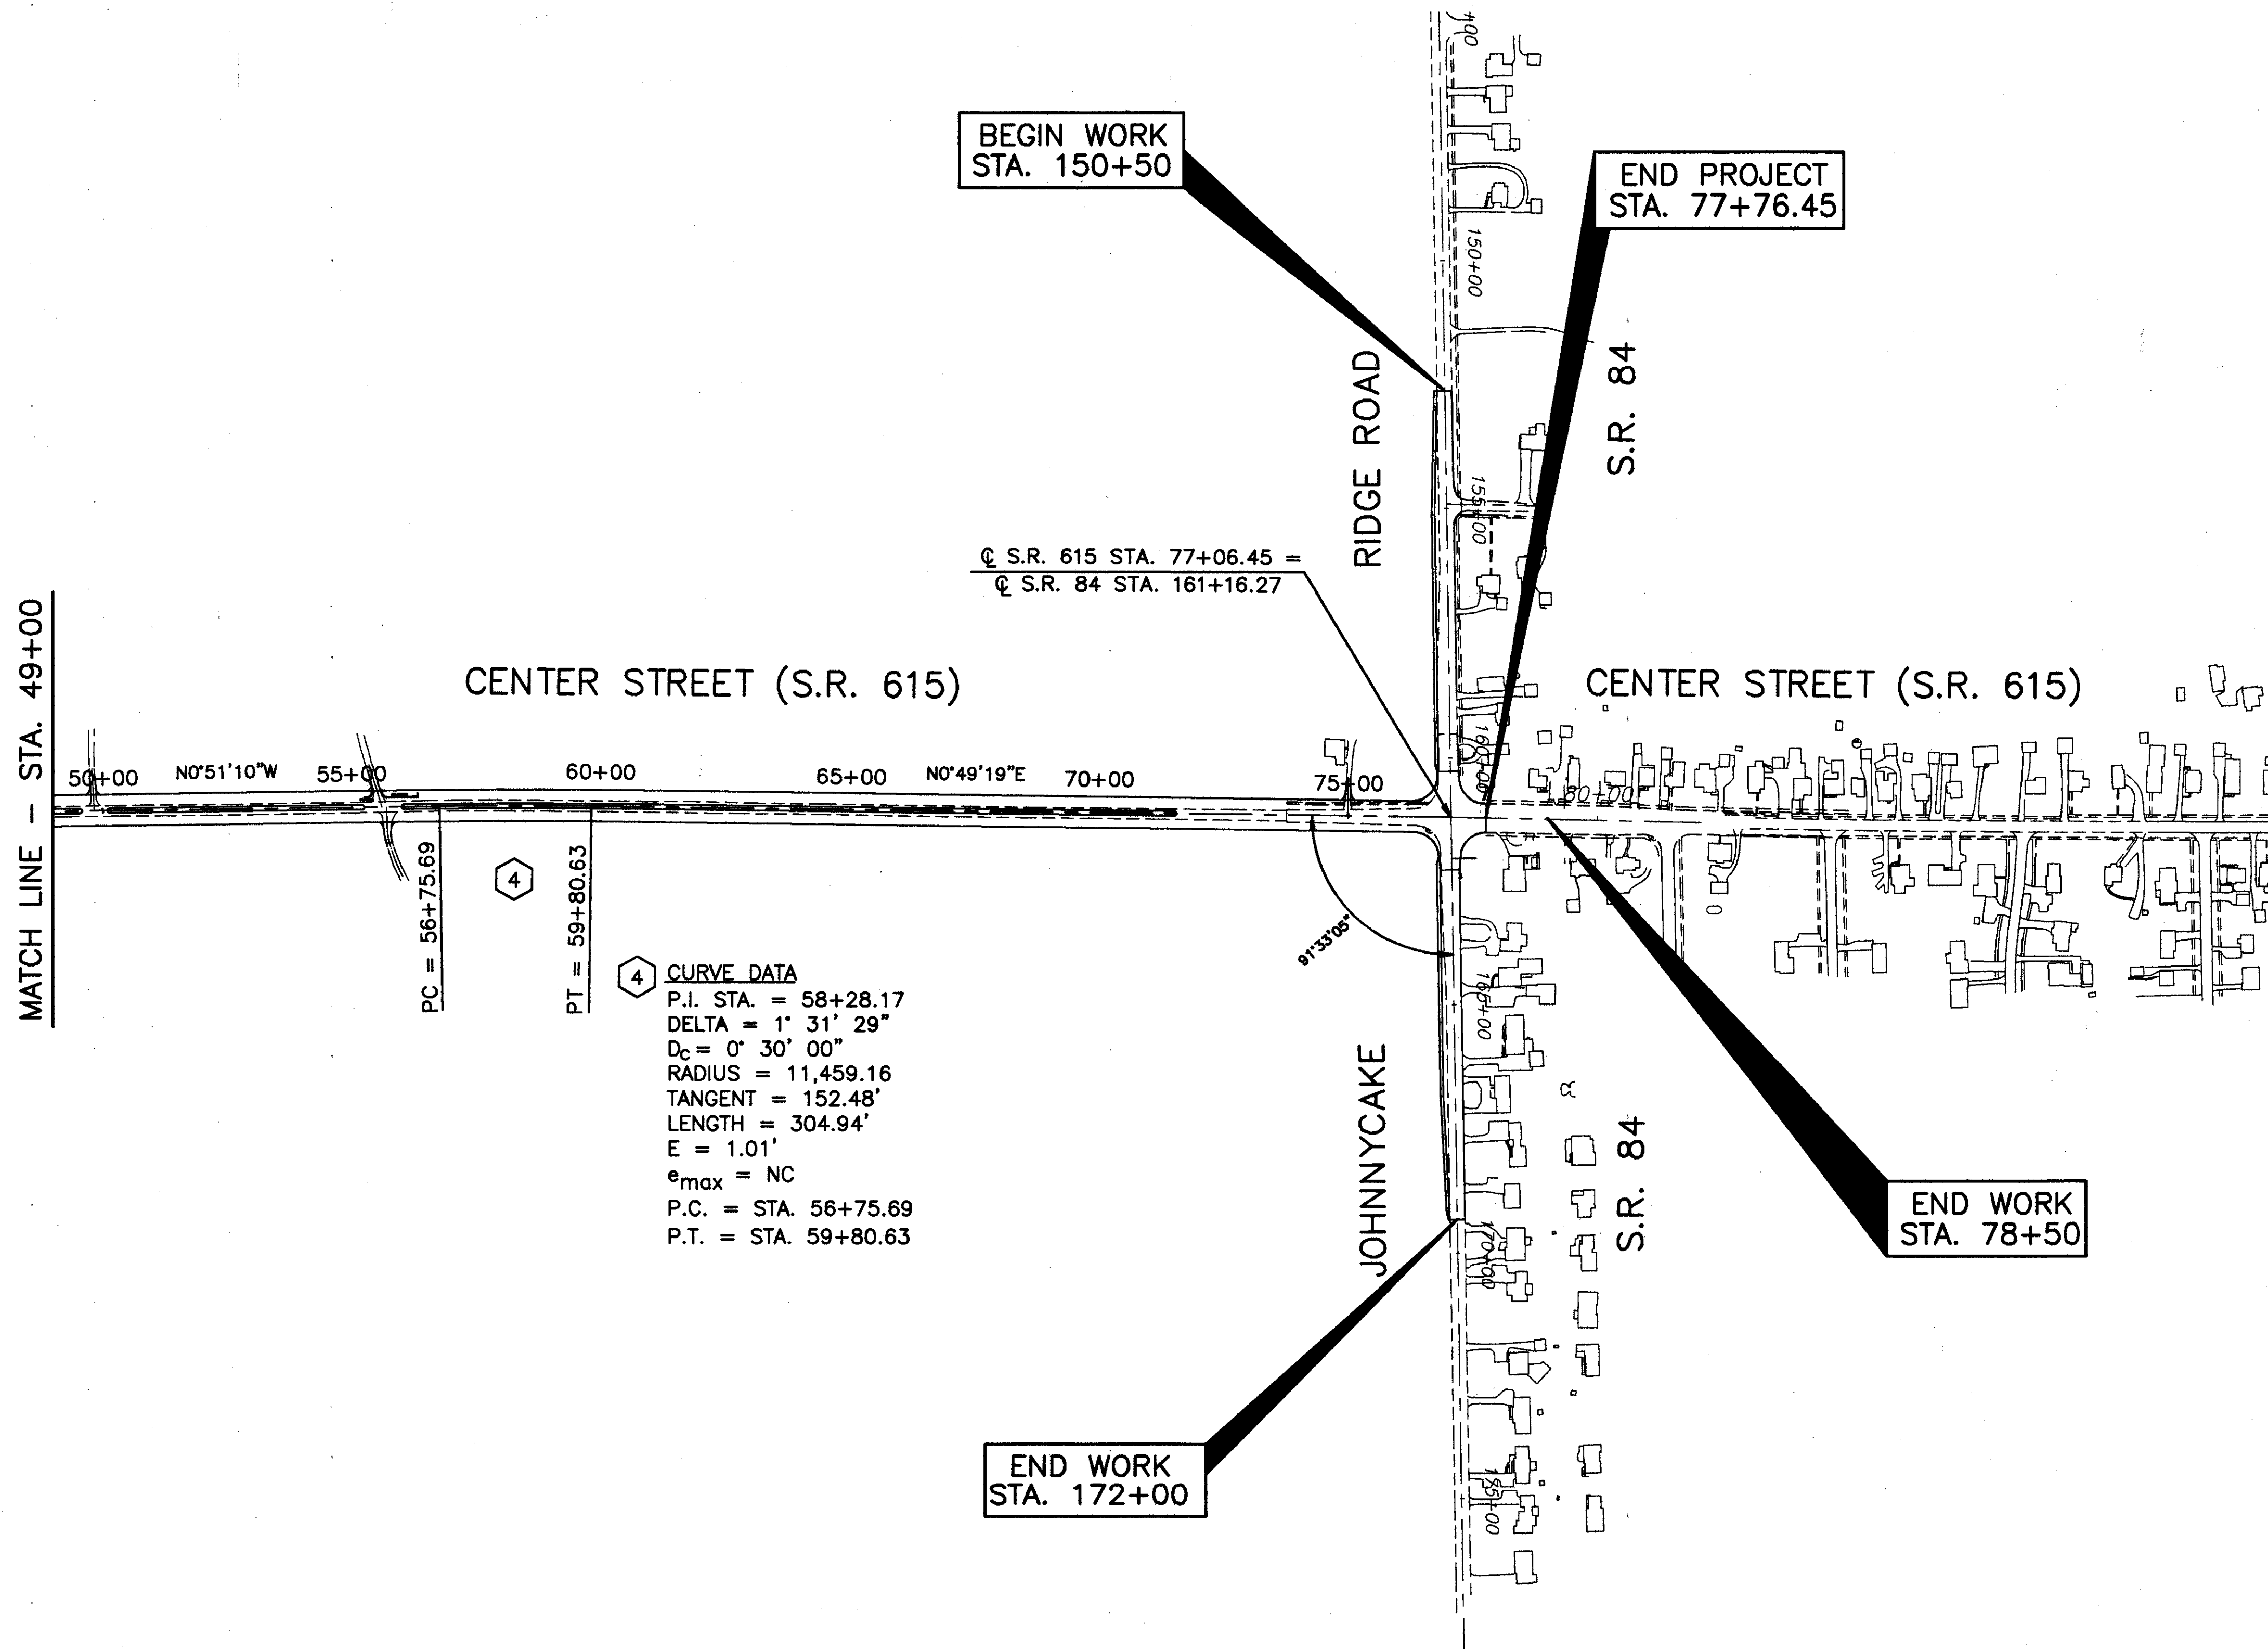 BEGIN WORK
STA. 150+50
END PROJECT
STA. 77+76.45
150+00
S.R. 84
RIDGE ROAD
155+00
℄ S.R. 615 STA. 77+06.45 =
℄ S.R. 84 STA. 161+16.27
MATCH LINE - STA. 49+00
CENTER STREET (S.R. 615)
CENTER STREET (S.R. 615)
160+00
50+00
N0°51'10"W
55+00
60+00
65+00
N0°49'19"E
70+00
75+00
80+00
PC = 56+75.69
4
PT = 59+80.63
91°33'05"
165+00
4 CURVE DATA
P.I. STA. = 58+28.17
DELTA = 1° 31' 29"
Dc = 0° 30' 00"
RADIUS = 11,459.16
TANGENT = 152.48'
LENGTH = 304.94'
E = 1.01'
emax = NC
P.C. = STA. 56+75.69
P.T. = STA. 59+80.63
JOHNNYCAKE
S.R. 84
END WORK
STA. 78+50
170+00
END WORK
STA. 172+00